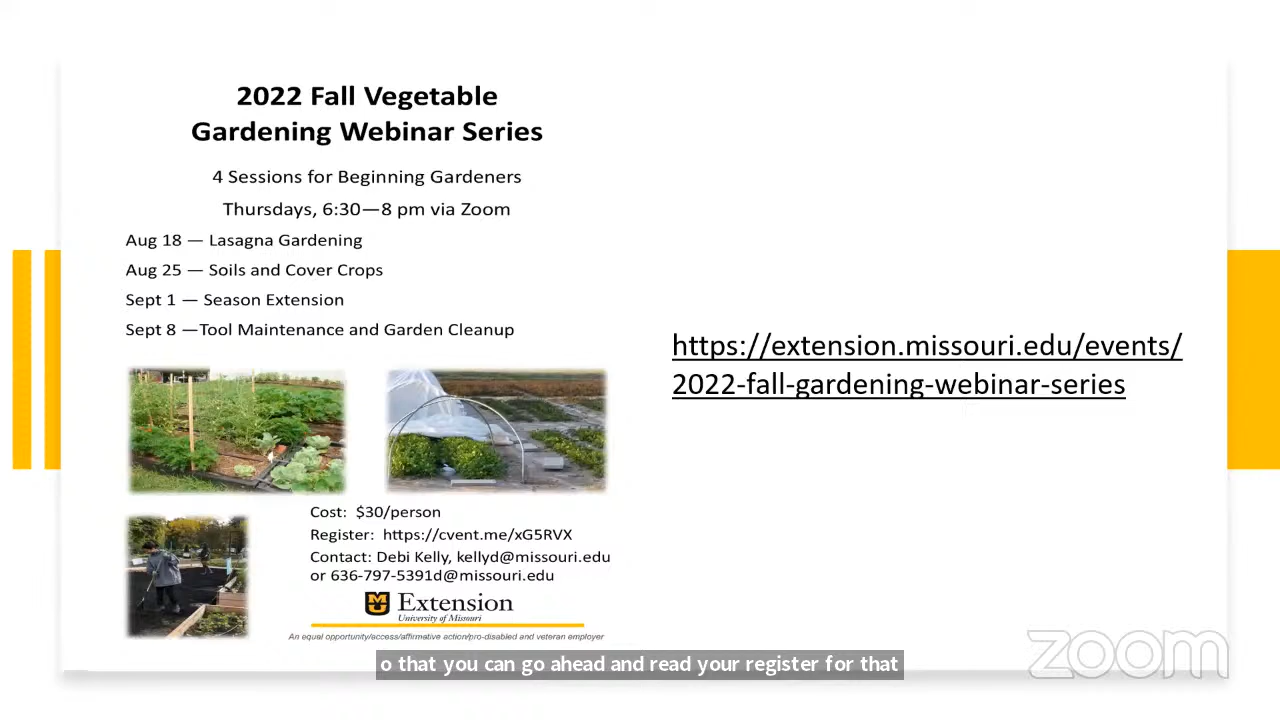 2022 Fall Vegetable
Gardening Webinar Series
4 Sessions for Beginning Gardeners
Thursdays, 6:30—8 pm via Zoom
Aug 18 — Lasagna Gardening
Aug 25 — Soils and Cover Crops
Sept 1 — Season Extension
Sept 8 —Tool Maintenance and Garden Cleanup
Cost: $30/person
Register: https://cvent.me/xG5RVX
Contact: Debi Kelly, kellyd@missouri.edu
or 636-797-5391d@missouri.edu
MU Extension
University of Missouri
An equal opportunity/access/affirmative action/pro-disabled and veteran employer
https://extension.missouri.edu/events/
2022-fall-gardening-webinar-series
o that you can go ahead and read your register for that
zoom